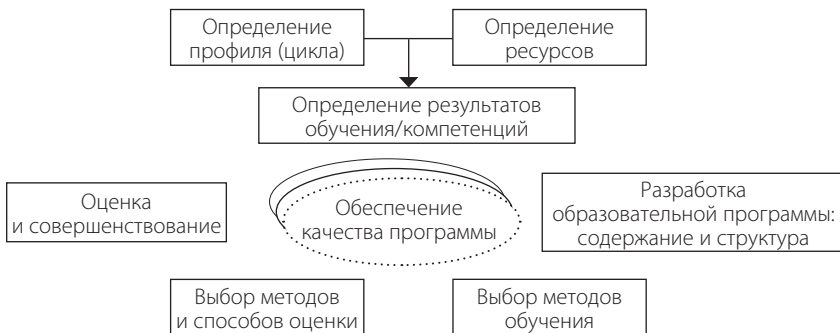 Определение
профиля (цикла)
Определение
ресурсов
Определение результатов
обучения/компетенций
Оценка
и совершенствование
Обеспечение
качества программы
Разработка
образовательной программы:
содержание и структура
Выбор методов
и способов оценки
Выбор методов
обучения